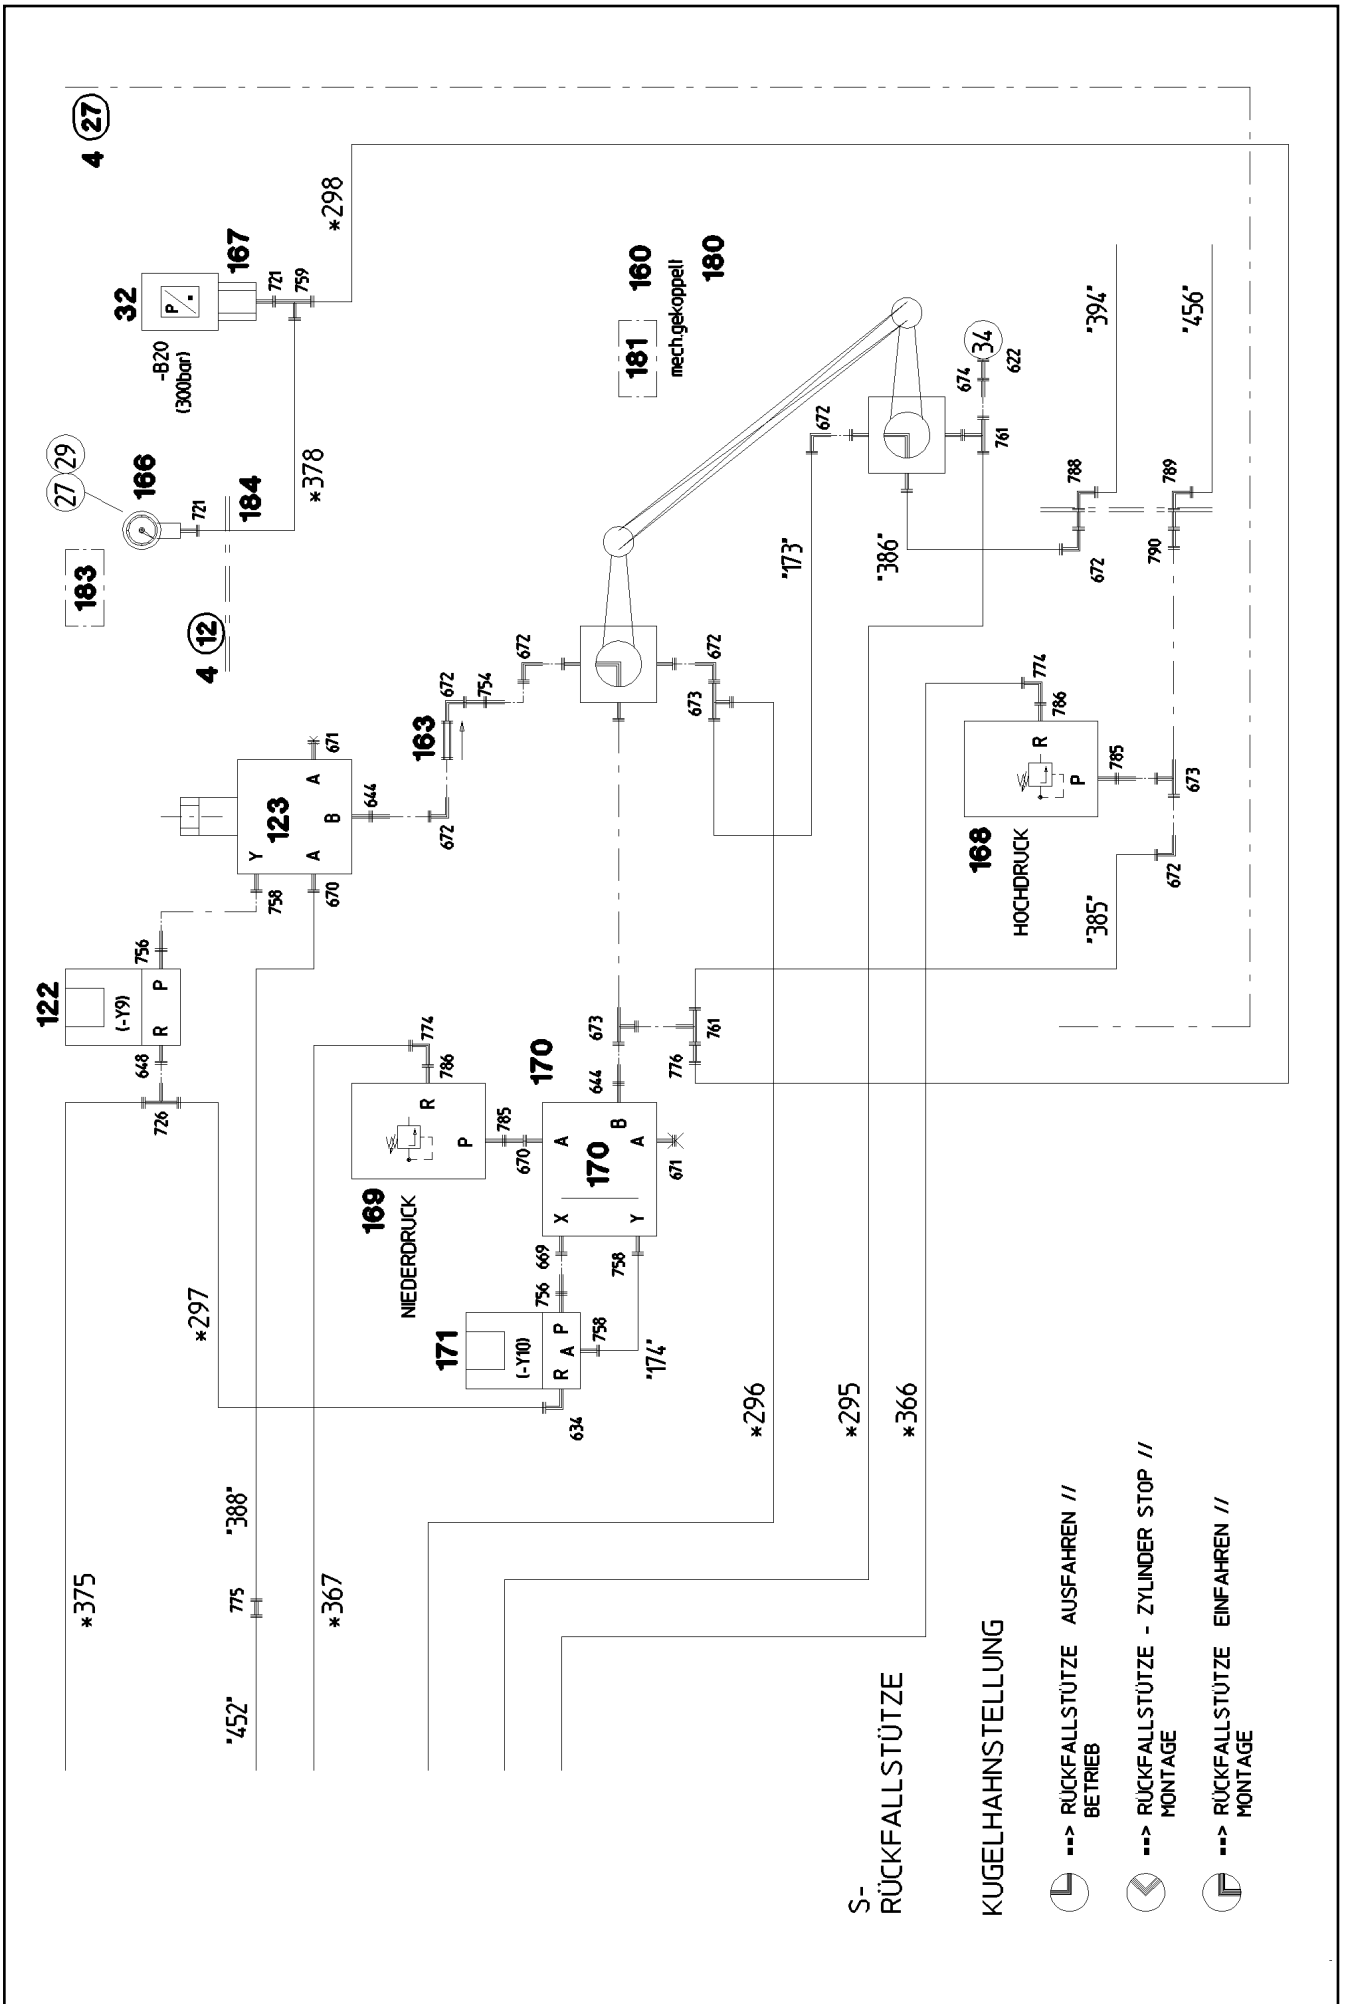 4 27
*298
32
167
721
759
-B20
(300bar)
P
27 29
166
721
184
*378
183
4 12
181
160
mech.gekoppelt
180
34
622
674
672
761
"394"
"456"
788
789
"173"
"386"
672
790
163
672
754
672
672
673
671
123
A
B
A
Y
644
672
758
670
774
786
R
P
785
168
HOCHDRUCK
673
672
"385"
122
(-Y9)
R P
756
648
726
774
786
R
P
785
670
169
NIEDERDRUCK
170
673
644
761
776
A
B
A
170
X
Y
671
669
758
756
171
(-Y10)
R A P
758
634
"174"
*297
*296
*295
*366
*375
"388"
775
*367
"452"
S-
RÜCKFALLSTÜTZE
KUGELHAHNSTELLUNG
--> RÜCKFALLSTÜTZE AUSFAHREN //
BETRIEB
--> RÜCKFALLSTÜTZE - ZYLINDER STOP //
MONTAGE
--> RÜCKFALLSTÜTZE EINFAHREN //
MONTAGE